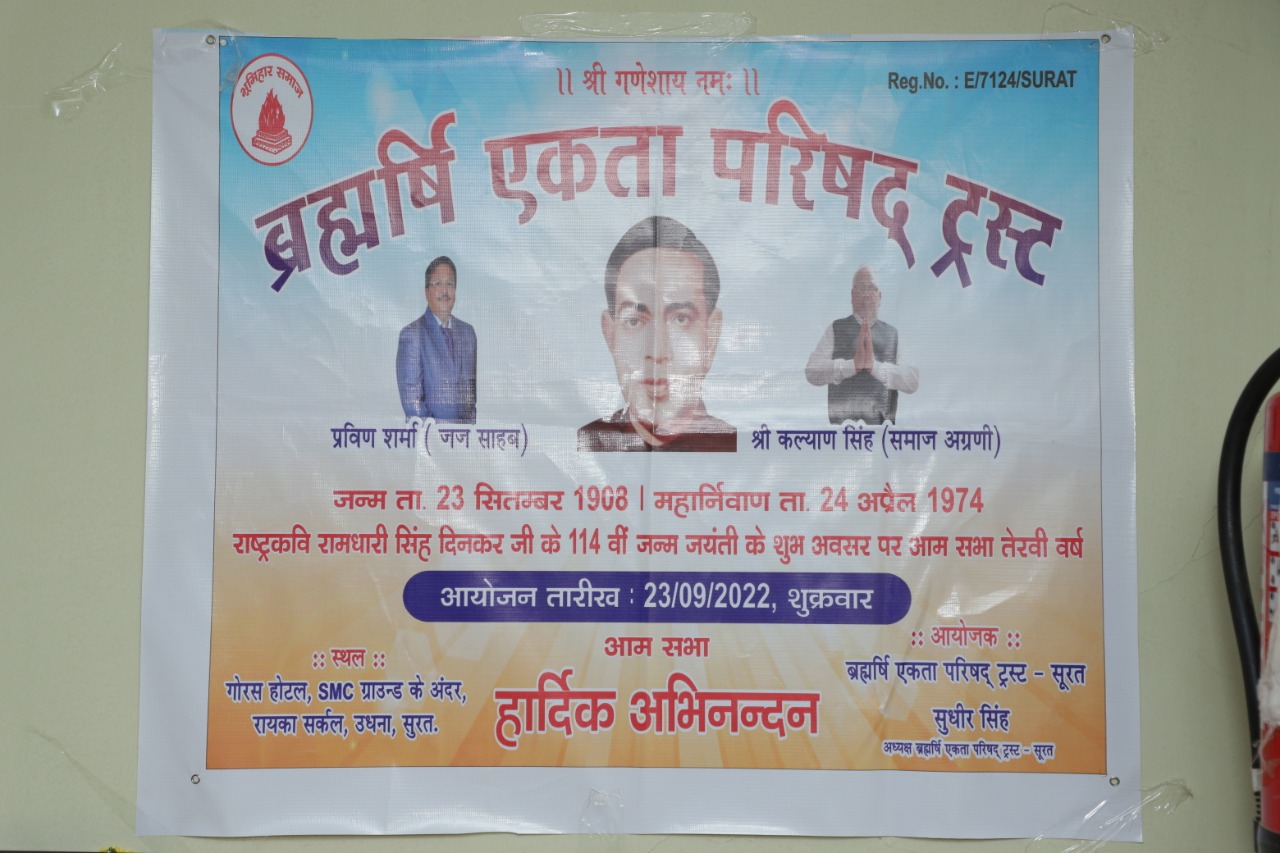 भूमिहार समाज
|| श्री गणेशाय नमः ||
Reg.No. : E/7124/SURAT
ब्रह्मर्षि एकता परिषद् ट्रस्ट
प्रविण शर्मा ( जज साहब)
श्री कल्याण सिंह (समाज अग्रणी)
जन्म ता. 23 सितम्बर 1908 | महार्निवाण ता. 24 अप्रैल 1974
राष्ट्रकवि रामधारी सिंह दिनकर जी के 114 वीं जन्म जयंती के शुभ अवसर पर आम सभा तेरवी वर्ष
आयोजन तारीख : 23/09/2022, शुक्रवार
आम सभा
हार्दिक अभिनन्दन
:: स्थल ::
गोरस होटल, SMC ग्राउन्ड के अंदर,
रायका सर्कल, उधना, सुरत.
:: आयोजक ::
ब्रह्मर्षि एकता परिषद् ट्रस्ट – सूरत
सुधीर सिंह
अध्यक्ष ब्रह्मर्षि एकता परिषद् ट्रस्ट – सूरत